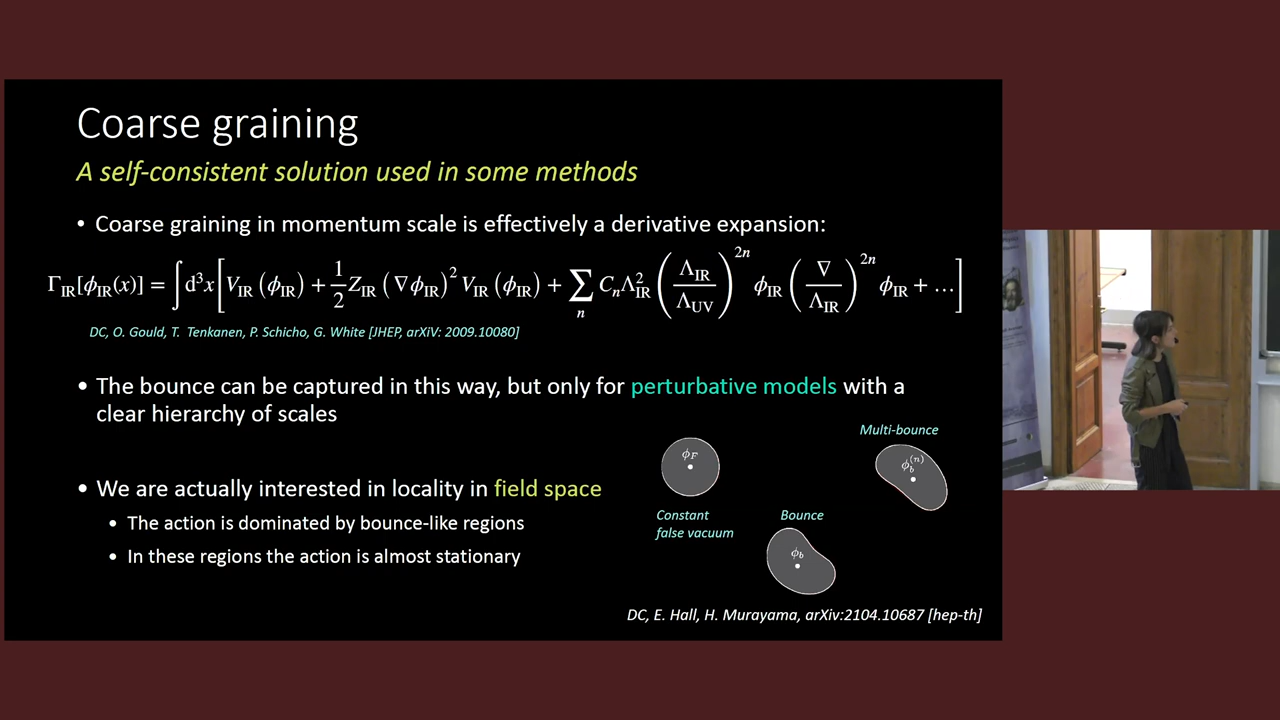 Coarse graining
A self-consistent solution used in some methods
• Coarse graining in momentum scale is effectively a derivative expansion:
Γ_IR[ϕ_IR(x)] = ∫ d³x [ V_IR (ϕ_IR) + 1/2 Z_IR (∇ϕ_IR)² V_IR (ϕ_IR) + ∑_n C_n Λ²_IR (Λ_IR/Λ_UV)^{2n} ϕ_IR (∇/Λ_IR)^{2n} ϕ_IR + … ]
DC, O. Gould, T. Tenkanen, P. Schicho, G. White [JHEP, arXiV: 2009.10080]
• The bounce can be captured in this way, but only for perturbative models with a
clear hierarchy of scales
Multi-bounce
ϕ_F
ϕ_b^{(n)}
• We are actually interested in locality in field space
Constant
false vacuum
Bounce
• The action is dominated by bounce-like regions
• In these regions the action is almost stationary
ϕ_b
DC, E. Hall, H. Murayama, arXiv:2104.10687 [hep-th]